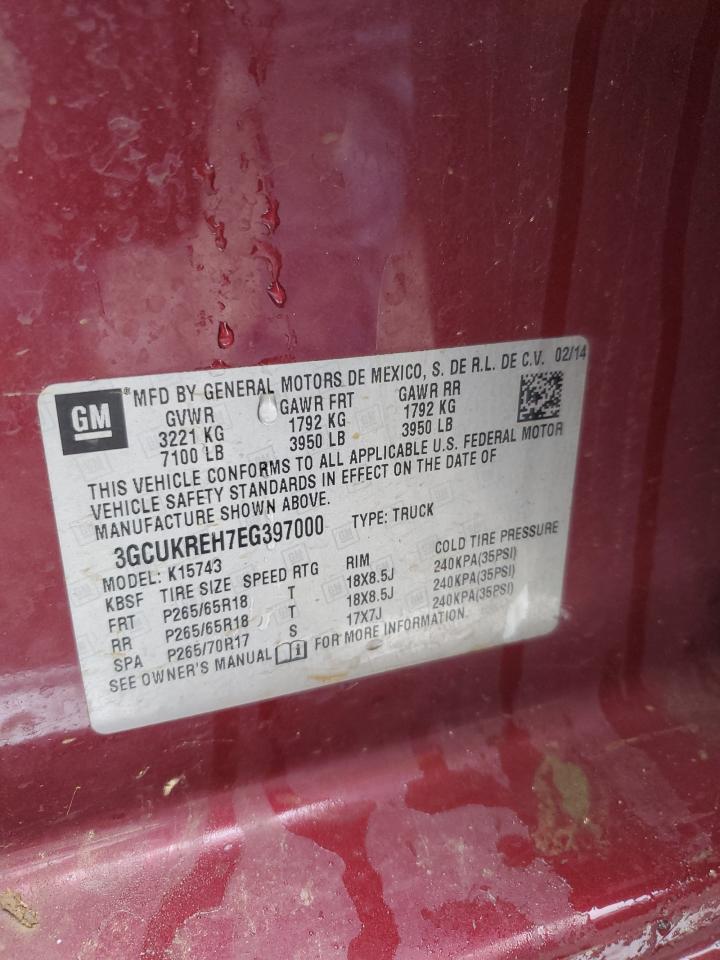 GM
® MFD BY GENERAL MOTORS DE MEXICO, S. DE R.L. DE C.V. 02/14
GVWR GAWR FRT GAWR RR
3221 KG 1792 KG 1792 KG
7100 LB 3950 LB 3950 LB
THIS VEHICLE CONFORMS TO ALL APPLICABLE U.S. FEDERAL MOTOR
VEHICLE SAFETY STANDARDS IN EFFECT ON THE DATE OF
MANUFACTURE SHOWN ABOVE.
3GCUKREH7EG397000 TYPE: TRUCK
MODEL: K15743
KBSF TIRE SIZE SPEED RTG RIM COLD TIRE PRESSURE
FRT P265/65R18 T 18X8.5J 240KPA(35PSI)
RR P265/65R18 T 18X8.5J 240KPA(35PSI)
SPA P265/70R17 S 17X7J 240KPA(35PSI)
SEE OWNER'S MANUAL FOR MORE INFORMATION.